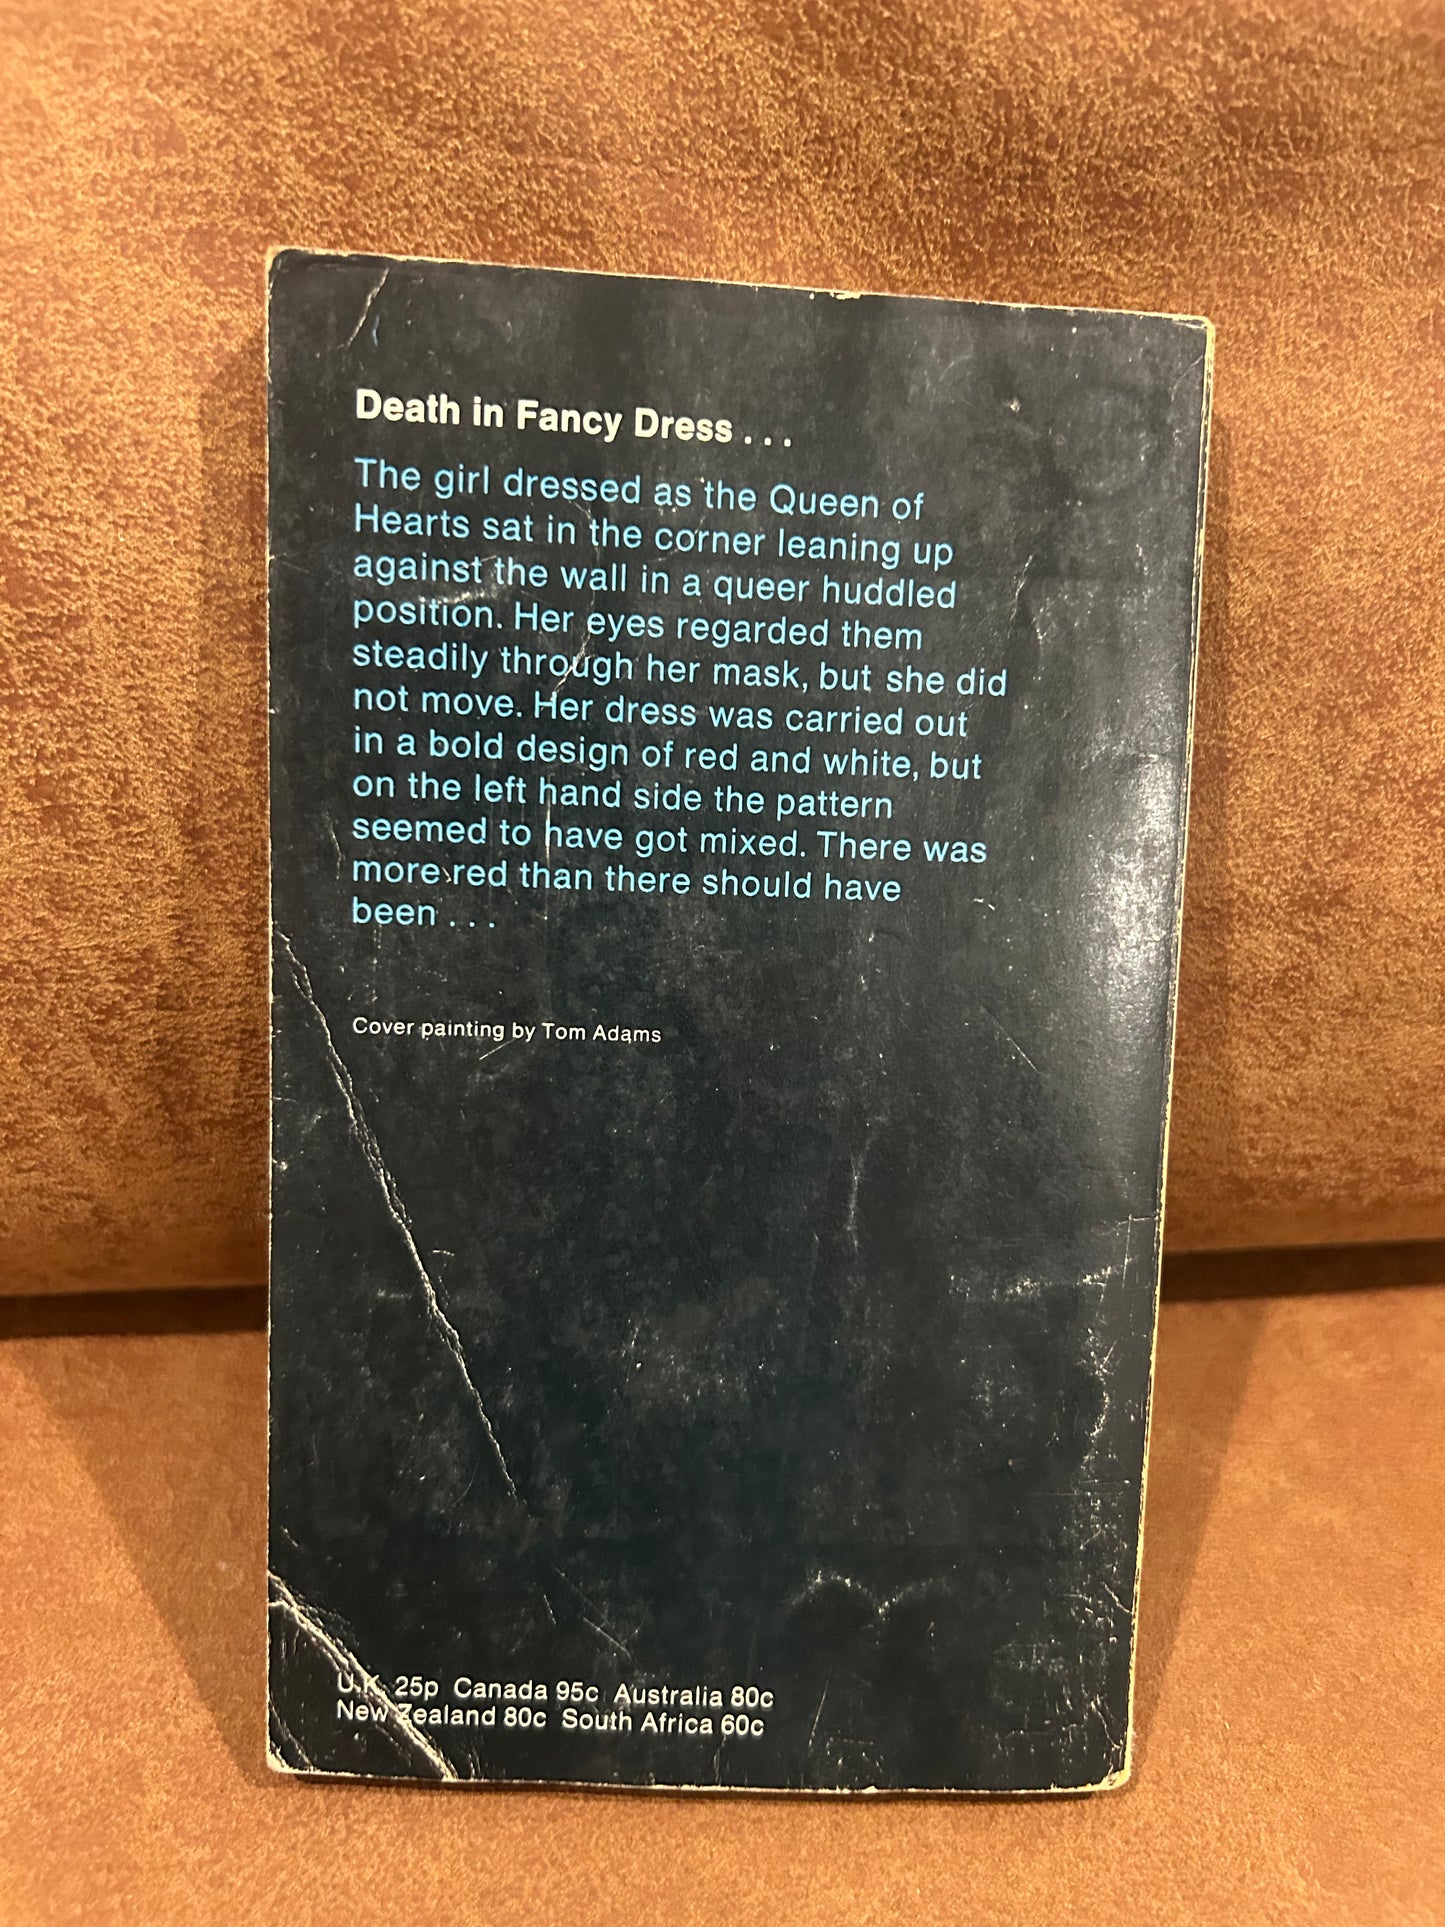 Death in Fancy Dress . . .
The girl dressed as the Queen of
Hearts sat in the corner leaning up
against the wall in a queer huddled
position. Her eyes regarded them
steadily through her mask, but she did
not move. Her dress was carried out
in a bold design of red and white, but
on the left hand side the pattern
seemed to have got mixed. There was
more red than there should have
been . . .
Cover painting by Tom Adams
U.K. 25p Canada 95c Australia 80c
New Zealand 80c South Africa 60c